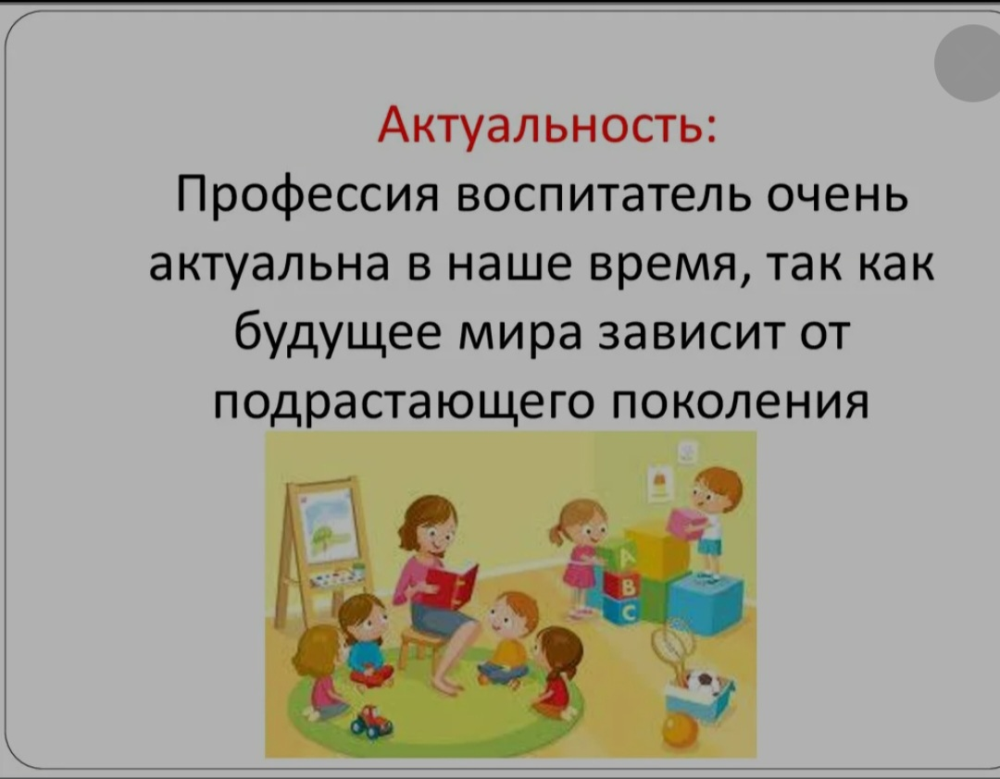 Актуальность:
Профессия воспитатель очень
актуальна в наше время, так как
будущее мира зависит от
подрастающего поколения
A
B
C